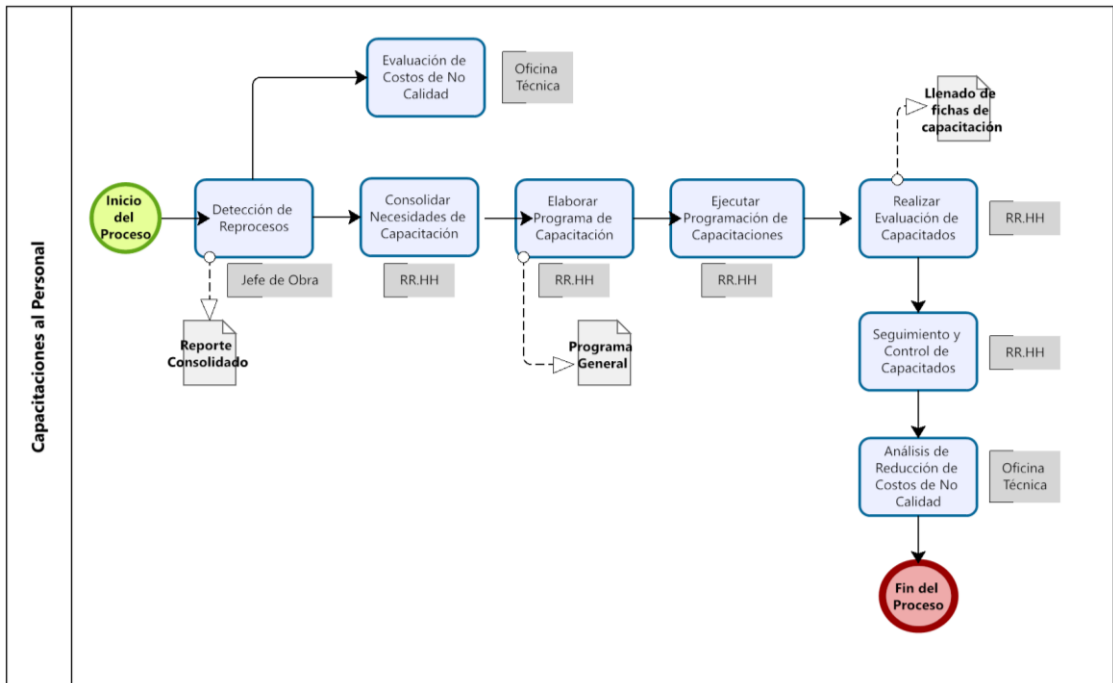 Capacitaciones al Personal
Evaluación de
Costos de No
Calidad
Oficina
Técnica
Llenado de
fichas de
capacitación
Inicio
del
Proceso
Detección de
Reprocesos
Jefe de Obra
Reporte
Consolidado
Consolidar
Necesidades de
Capacitación
RR.HH
Elaborar
Programa de
Capacitación
RR.HH
Programa
General
Ejecutar
Programación de
Capacitaciones
RR.HH
Realizar
Evaluación de
Capacitados
RR.HH
Seguimiento y
Control de
Capacitados
RR.HH
Análisis de
Reducción de
Costos de No
Calidad
Oficina
Técnica
Fin del
Proceso